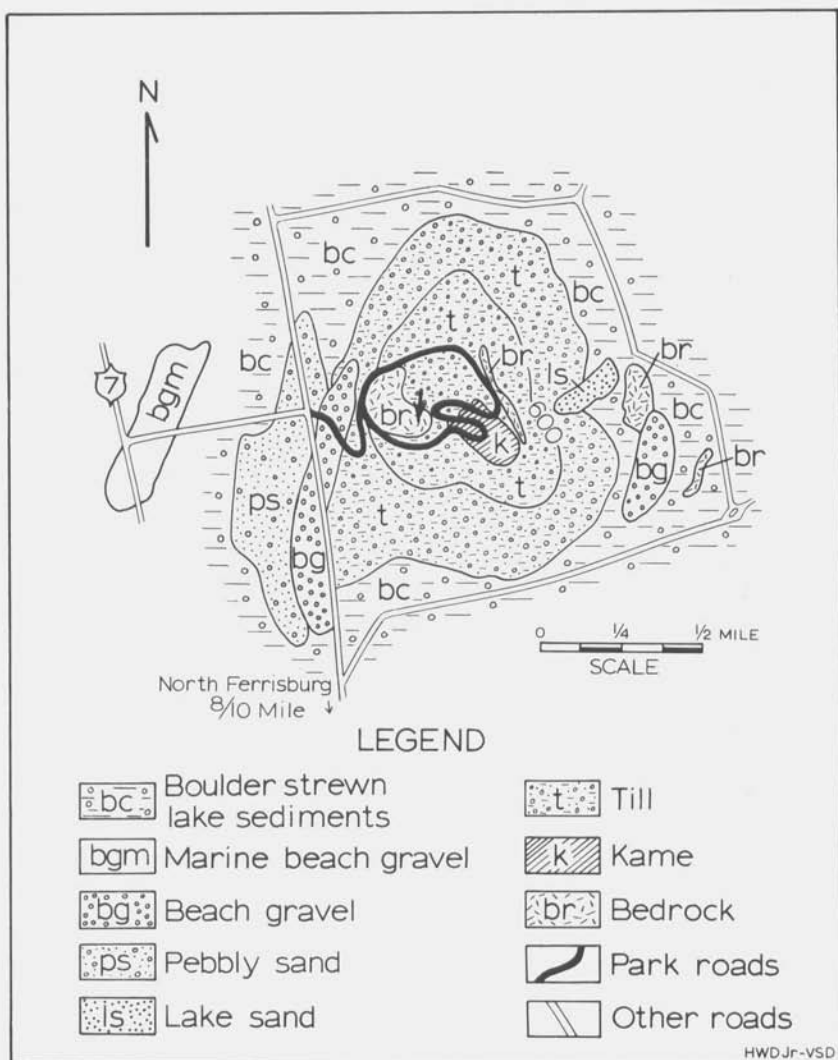 N
bc
t
bc
t
br
ls
br
bc
7
bgm
br
bc
k
bg
br
t
ps
t
bg
bc
0 1/4 1/2 MILE
SCALE
North Ferrisburg
8/10 Mile ↓
LEGEND
bc Boulder strewn
lake sediments
bgm Marine beach gravel
bg Beach gravel
ps Pebbly sand
ls Lake sand
t Till
k Kame
br Bedrock
Park roads
Other roads
HWDJr-VSD